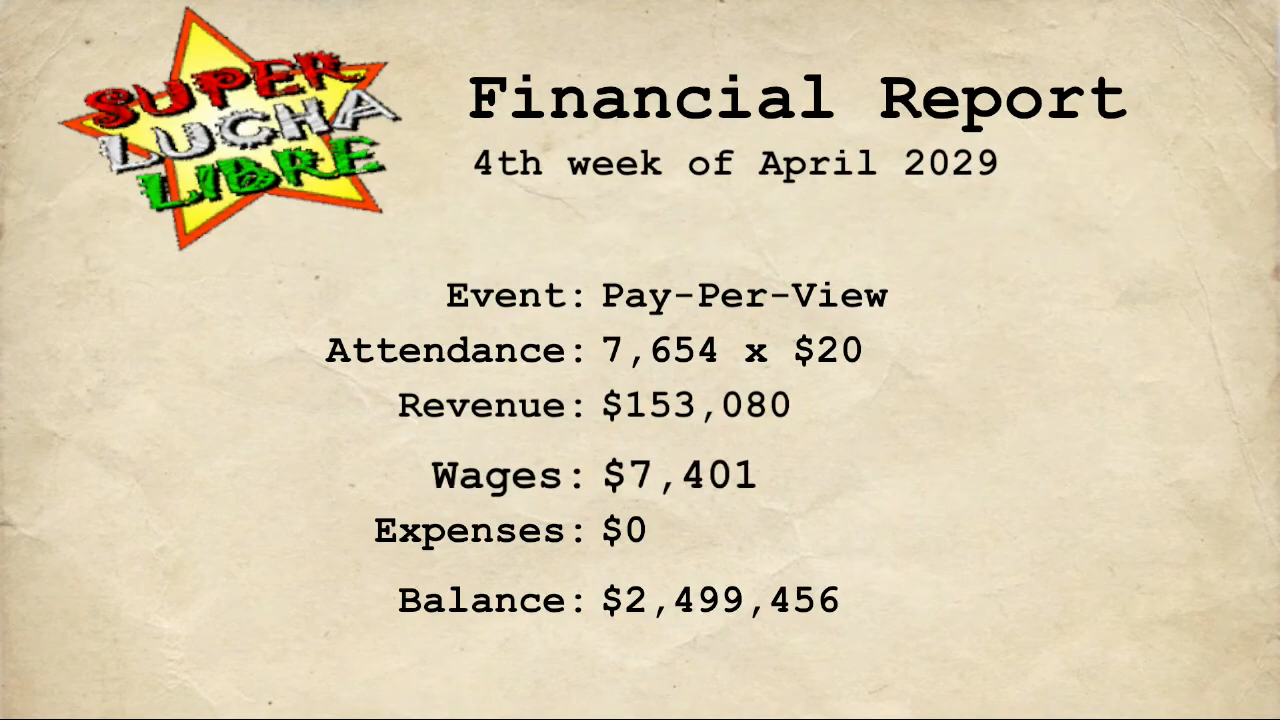 SUPER
LUCHA
LIBRE
Financial Report
4th week of April 2029
Event: Pay-Per-View
Attendance: 7,654 x $20
Revenue: $153,080
Wages: $7,401
Expenses: $0
Balance: $2,499,456